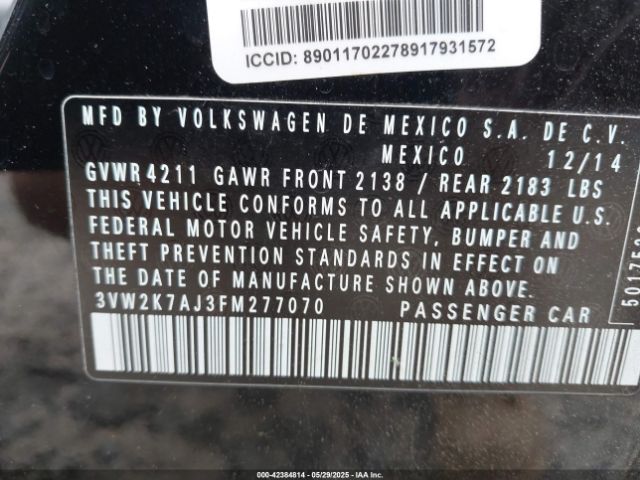 ICCID: 89011702278917931572
MFD BY VOLKSWAGEN DE MEXICO S.A. DE C.V.
MEXICO 12/14
GVWR 4211 GAWR FRONT 2138 / REAR 2183 LBS
THIS VEHICLE CONFORMS TO ALL APPLICABLE U.S.
FEDERAL MOTOR VEHICLE SAFETY, BUMPER AND
THEFT PREVENTION STANDARDS IN EFFECT ON
THE DATE OF MANUFACTURE SHOWN ABOVE.
3VW2K7AJ3FM277070 PASSENGER CAR
000-42384814 - 05/29/2025 - IAA Inc.